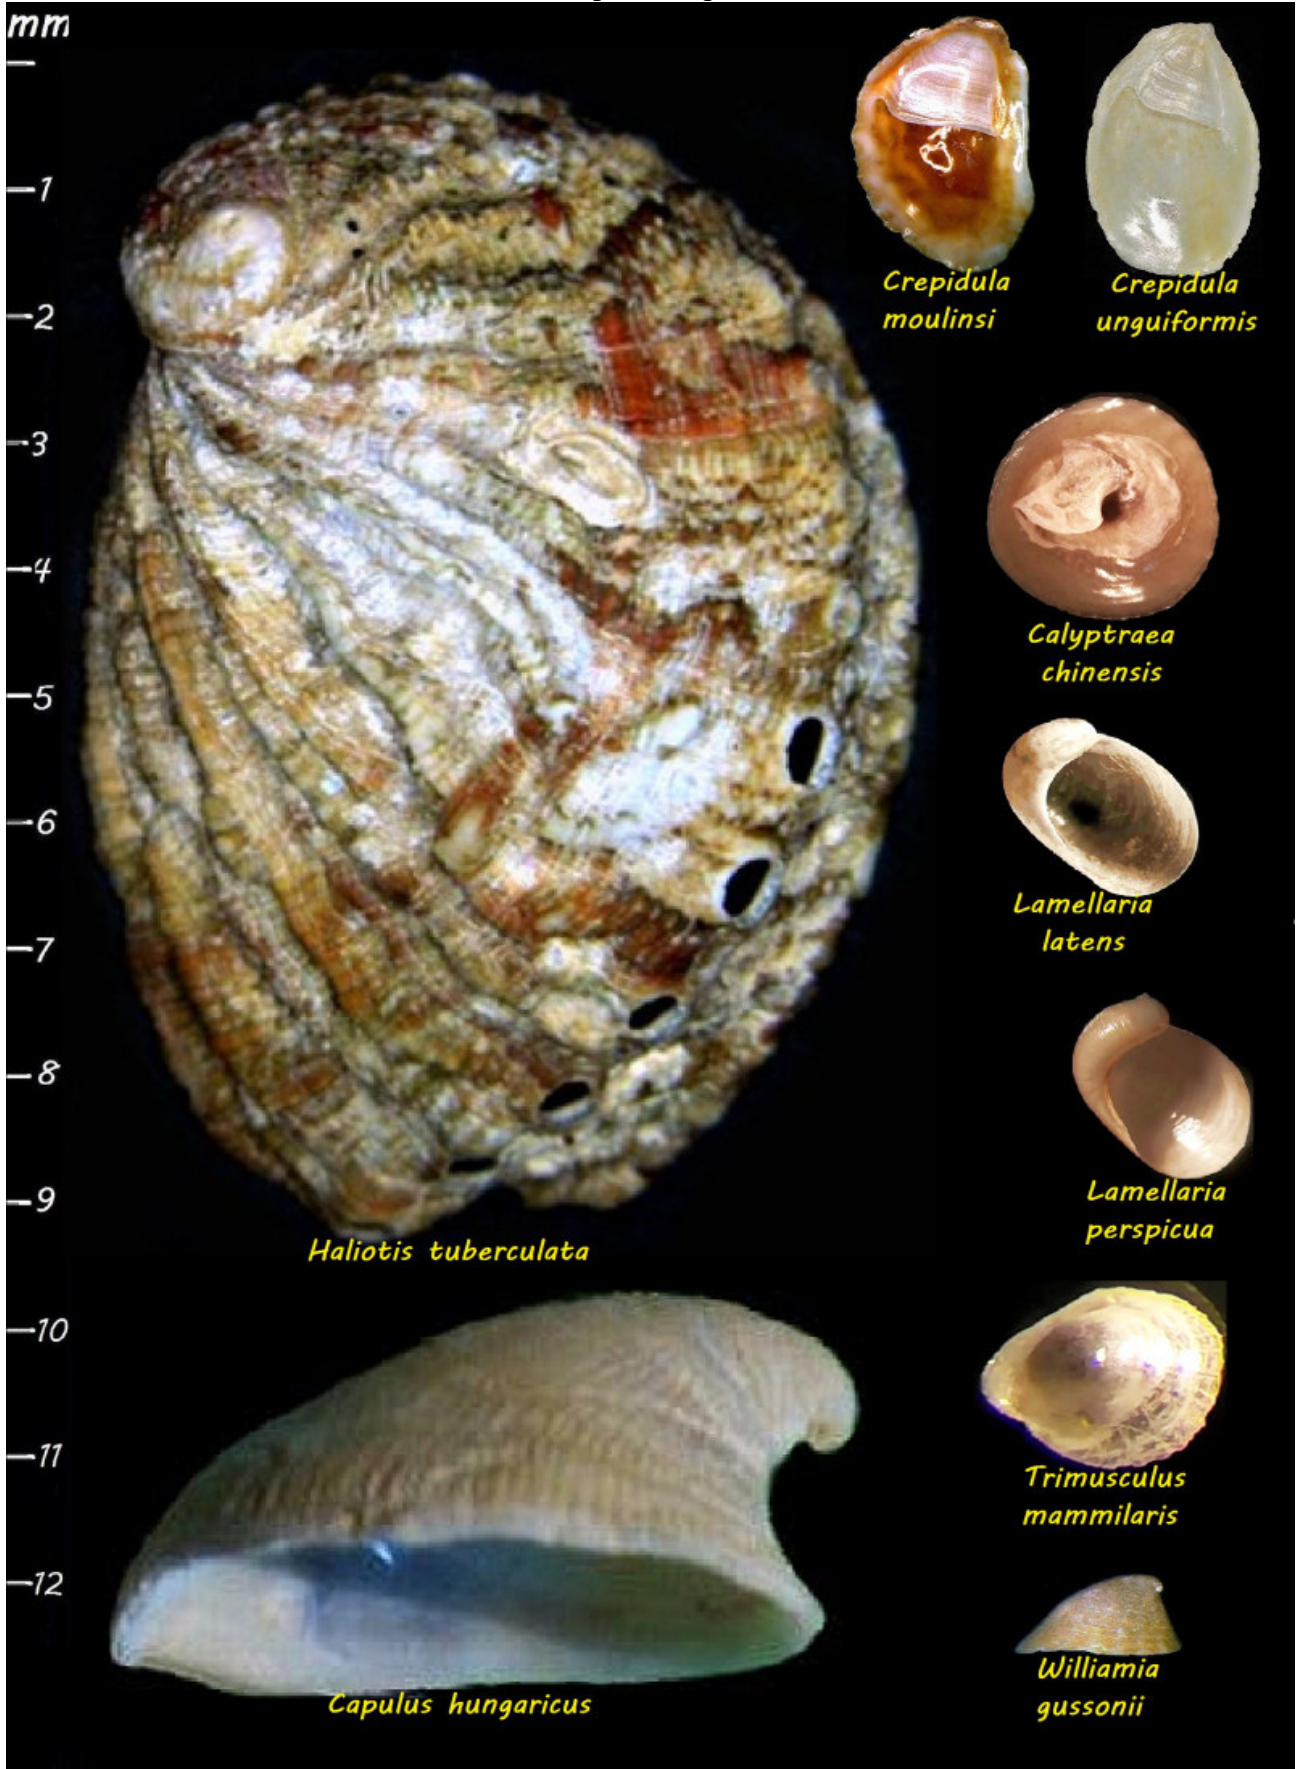 mm
1
2
3
4
5
6
7
8
9
10
11
12
Crepidula
moulinsi
Crepidula
unguiformis
Calyptraea
chinensis
Lamellaria
latens
Lamellaria
perspicua
Haliotis tuberculata
Trimusculus
mammilaris
Williamia
gussonii
Capulus hungaricus